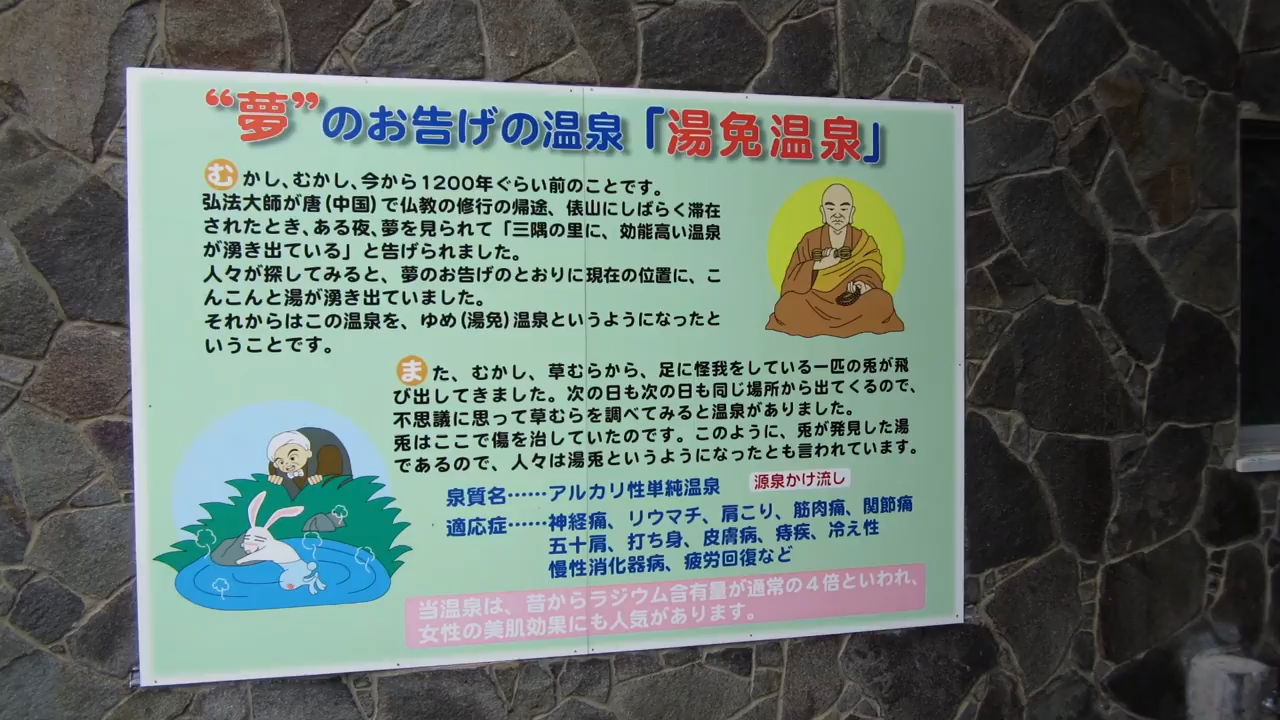 “夢”のお告げの温泉「湯免温泉」
むかし、むかし、今から1200年ぐらい前のことです。
弘法大師が唐(中国)で仏教の修行の帰途、俵山にしばらく滞在
されたとき、ある夜、夢を見られて「三隅の里に、効能高い温泉
が湧き出ている」と告げられました。
人々が探してみると、夢のお告げのとおりに現在の位置に、こ
んこんと湯が湧き出ていました。
それからはこの温泉を、ゆめ(湯免)温泉というようになったと
いうことです。
また、むかし、草むらから、足に怪我をしている一匹の兎が飛
び出してきました。次の日も次の日も同じ場所から出てくるので、
不思議に思って草むらを調べてみると温泉がありました。
兎はここで傷を治していたのです。このように、兎が発見した湯
であるので、人々は湯兎というようになったとも言われています。
泉質名……アルカリ性単純温泉 源泉かけ流し
適応症……神経痛、リウマチ、肩こり、筋肉痛、関節痛
五十肩、打ち身、皮膚病、痔疾、冷え性
慢性消化器病、疲労回復など
当温泉は、昔からラジウム含有量が通常の4倍といわれ、
女性の美肌効果にも人気があります。